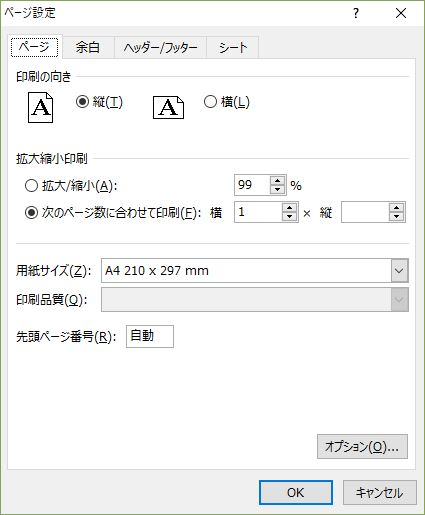 ページ設定 ? ×
ページ 余白 ヘッダー/フッター シート
印刷の向き
A 縦(T) A 横(L)
拡大縮小印刷
拡大/縮小(A): 99 %
次のページ数に合わせて印刷(F): 横 1 × 縦
用紙サイズ(Z): A4 210 x 297 mm
印刷品質(Q):
先頭ページ番号(R): 自動
オプション(O)...
OK キャンセル